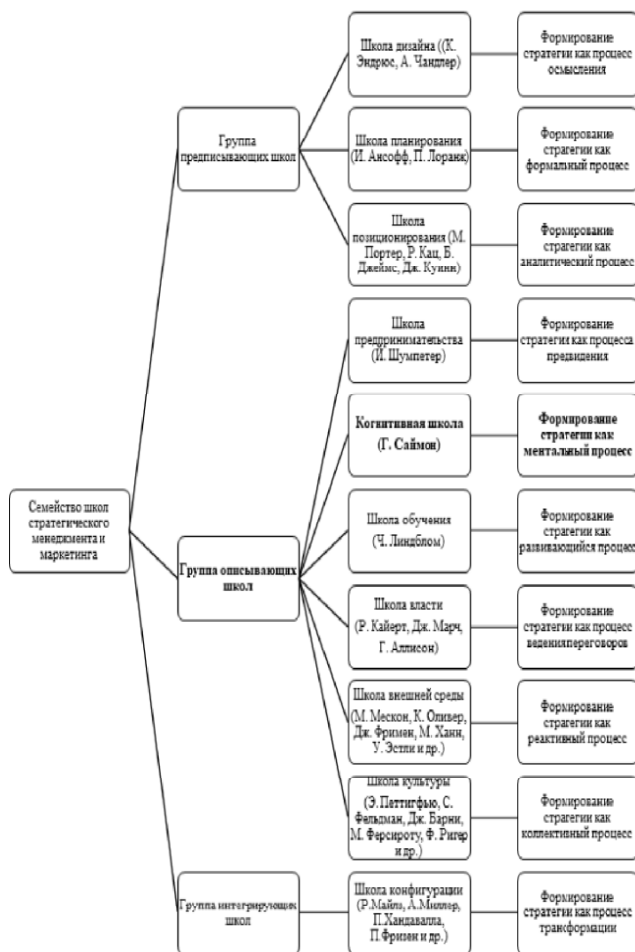 Школа дизайна ((К.
Эндрюс, А. Чандлер)
Формирование
стратегии как процесс
осмысления
Группа
предписывающих школ
Школа планирования
(И. Ансофф, П. Лоранж)
Формирование
стратегии как
формальный процесс
Школа
позиционирования (М.
Портер, Р. Кац, Б.
Джеймс, Дж. Куинн)
Формирование
стратегии как
аналитический процесс
Школа
предпринимательства
(Й. Шумпетер)
Формирование
стратегия как процесса
предвидения
Когнитивная школа
(Г. Саймон)
Формирование
стратегии как
ментальный процесс
Семейство школ
стратегического
менеджмента и
маркетинга
Группа описывающих
школ
Школа обучения
(Ч. Линдблом)
Формирование
стратегии как
развивающийся процесс
Школа власти
(Р. Кайерт, Дж. Марч,
Г. Аллисон)
Формирование
стратегии как процесс
ведения переговоров
Школа внешней среды
(М. Мескон, К. Оливер,
Дж. Фримен, М. Ханн,
У. Эстли и др.)
Формирование
стратегии как
реактивный процесс
Школа культуры
(Э. Петтигфью, С.
Фельдман, Дж. Барни,
М. Ферсироту, Ф. Ригер
и др.)
Формирование
стратегии как
коллективный процесс
Группа интегрирующих
школ
Школа конфигурации
(Р.Майлз, А.Миллер,
П.Хандавалла,
П.Фризен и др.)
Формирование
стратегии как процесс
трансформации